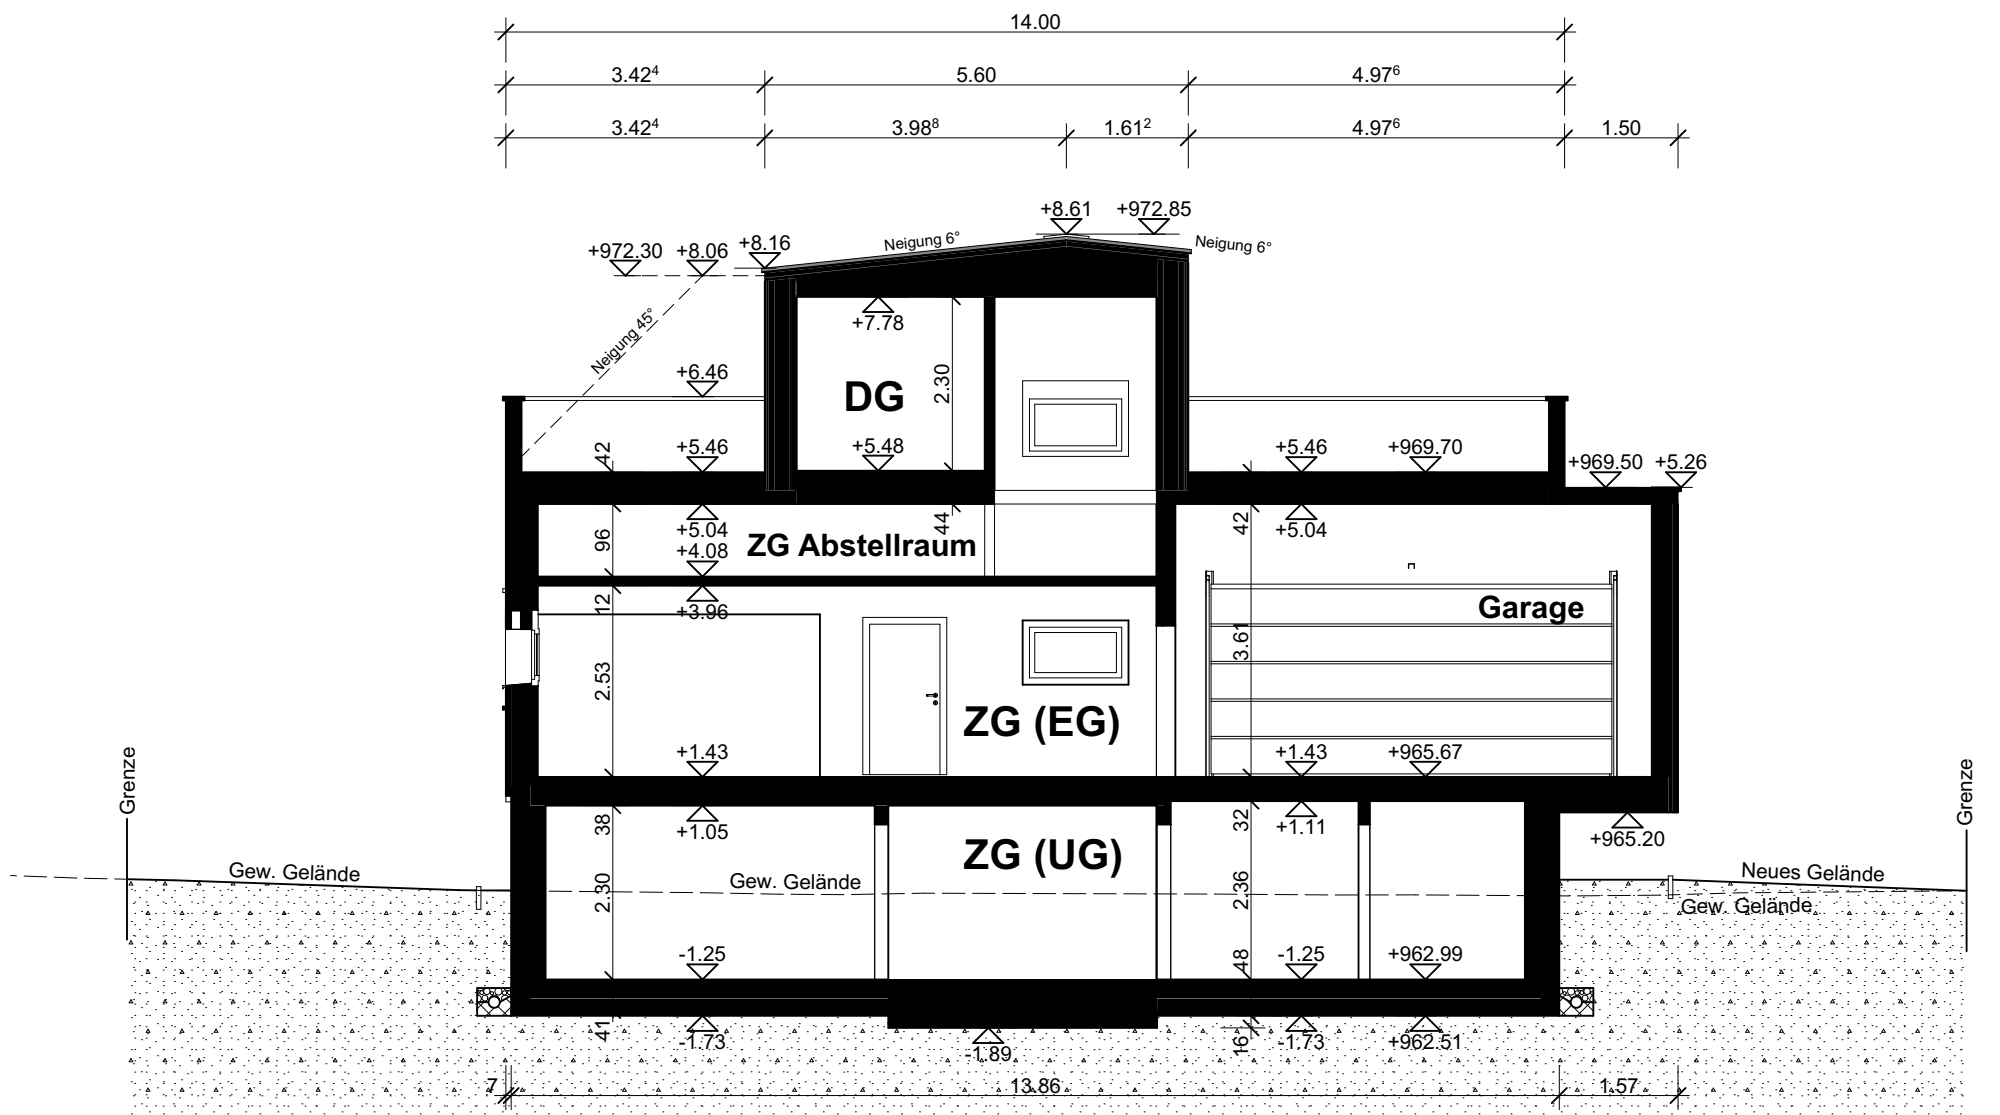 14.00
3.42⁴ 5.60 4.97⁶
3.42⁴ 3.98⁸ 1.61² 4.97⁶ 1.50
+8.61 +972.85
+972.30 +8.06 +8.16 Neigung 6° Neigung 6°
Neigung 45°
+7.78
+6.46
DG
2.30
42
+5.46
+5.48
+5.46
+969.70
+969.50 +5.26
96
+5.04
+4.08
ZG Abstellraum
44
42
+5.04
12
+3.96
Garage
3.61
2.53
ZG (EG)
+1.43
+1.43
+965.67
Grenze
Grenze
38
+1.05
ZG (UG)
32
+1.11
+965.20
Gew. Gelände
Gew. Gelände
Neues Gelände
Gew. Gelände
2.30
2.36
-1.25
48
-1.25
+962.99
41
-1.73
-1.89
16
-1.73
+962.51
7 13.86 1.57